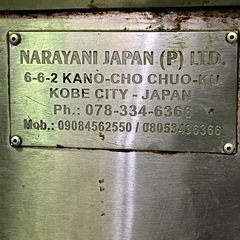 NARAYANI JAPAN (P) LTD.
6-6-2 KANO-CHO CHUO-KU
KOBE CITY - JAPAN
Ph.: 078-334-6366
Mob.: 09084562550 / 08053436366